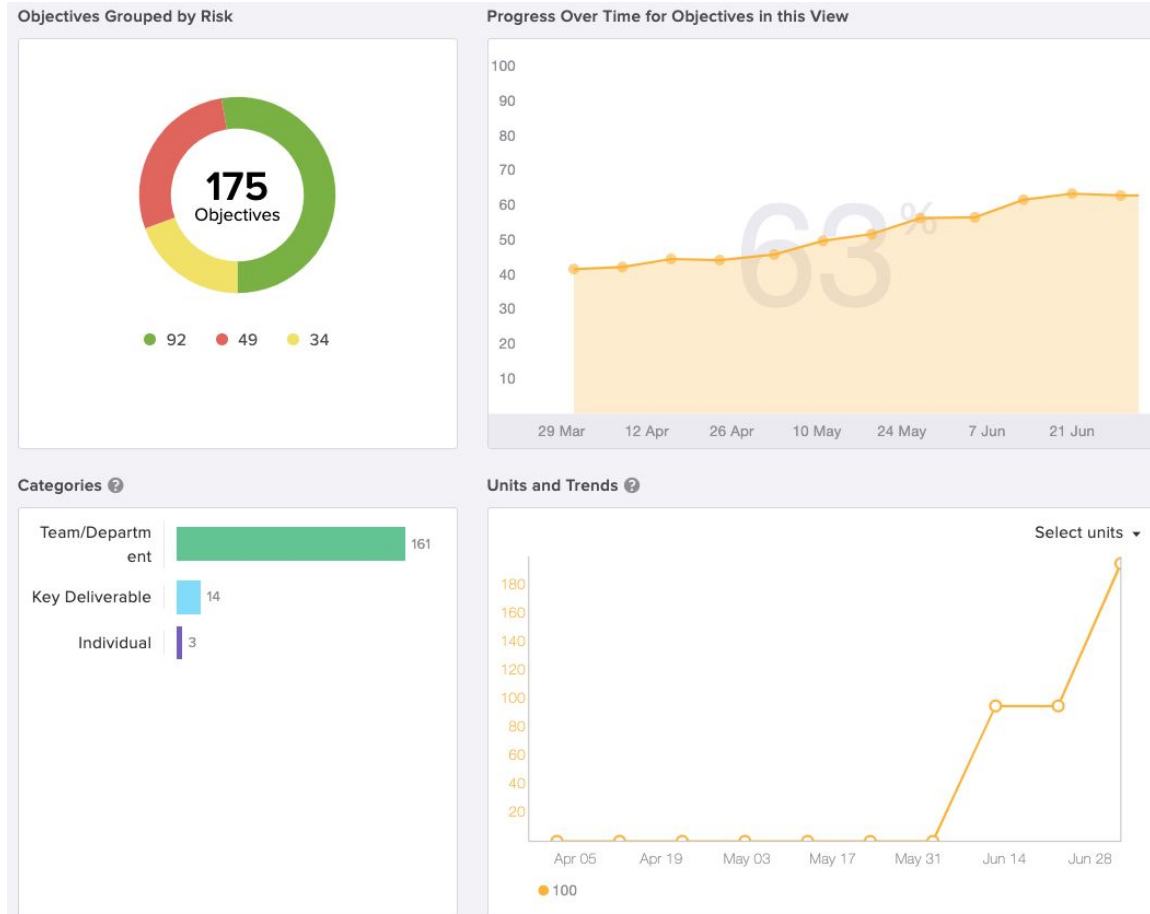 Objectives Grouped by Risk
175
Objectives
92 49 34
Progress Over Time for Objectives in this View
100
90
80
70
60
50
40
30
20
10
63%
29 Mar 12 Apr 26 Apr 10 May 24 May 7 Jun 21 Jun
Categories ?
Team/Departm
ent
161
Key Deliverable 14
Individual 3
Units and Trends ?
Select units
180
160
140
120
100
80
60
40
20
Apr 05 Apr 19 May 03 May 17 May 31 Jun 14 Jun 28
100